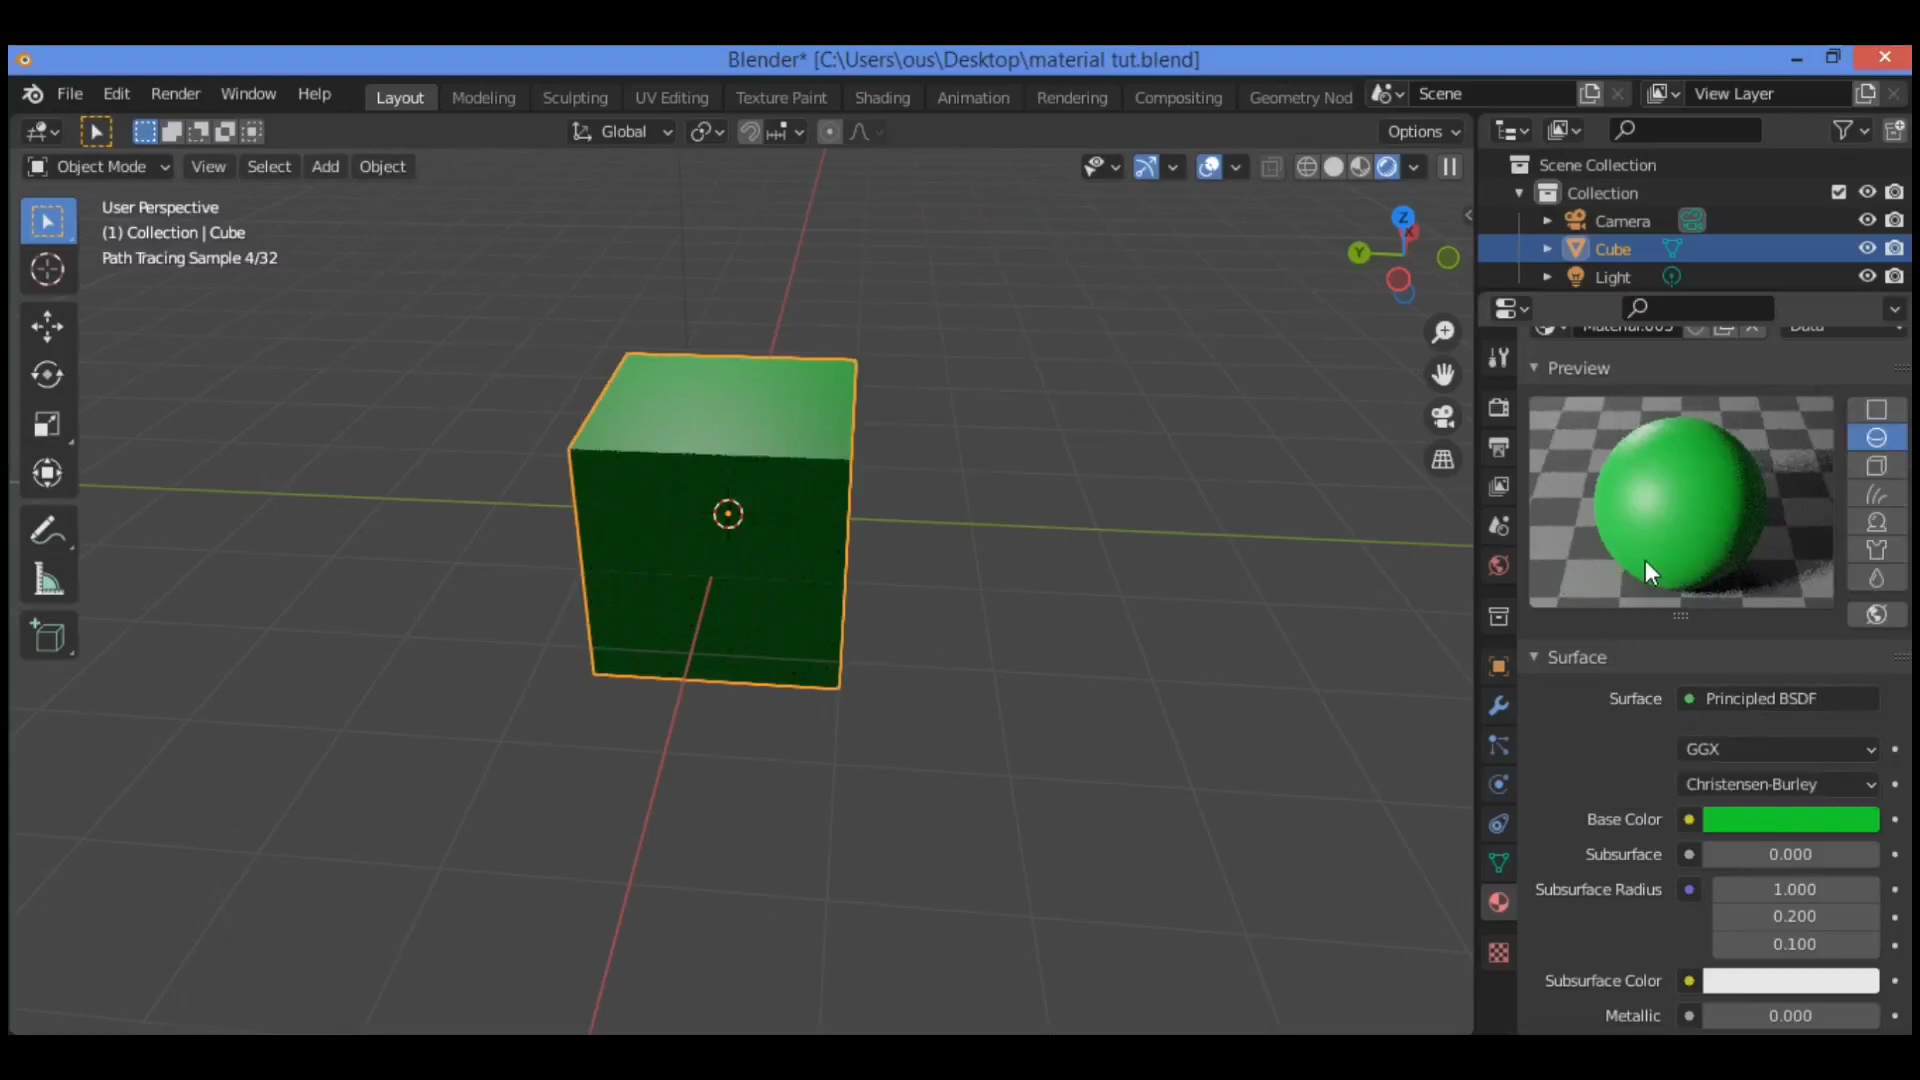 Blender* [C:\Users\ous\Desktop\material tut.blend]
File Edit Render Window Help Layout Modeling Sculpting UV Editing Texture Paint Shading Animation Rendering Compositing Geometry Nod Scene View Layer
Global Options
Object Mode View Select Add Object
User Perspective
(1) Collection | Cube
Path Tracing Sample 4/32
Z
X
Y
Scene Collection
Collection
Camera
Cube
Light
Material.003 Data
Preview
Surface
Surface Principled BSDF
GGX
Christensen-Burley
Base Color
Subsurface 0.000
Subsurface Radius 1.000
0.200
0.100
Subsurface Color
Metallic 0.000